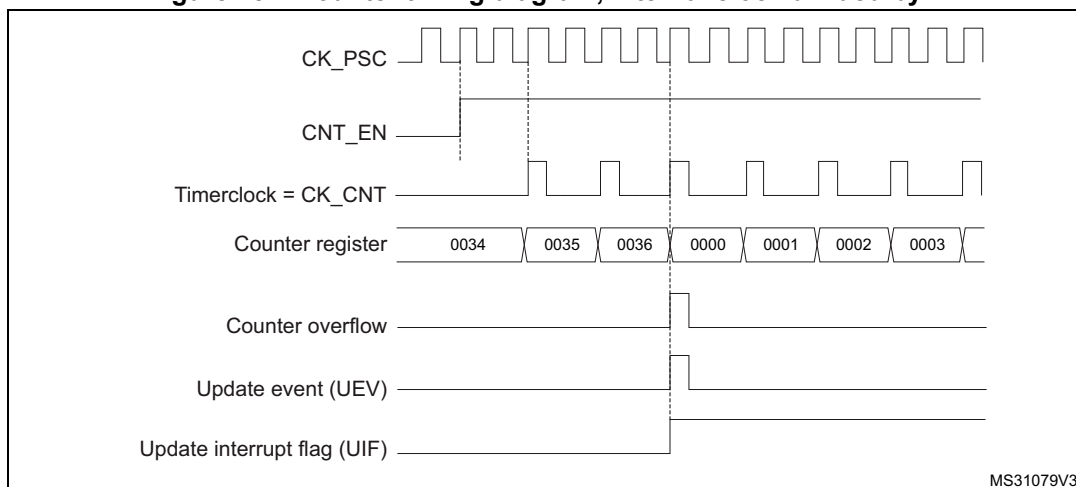 CK_PSC
CNT_EN
Timerclock = CK_CNT
Counter register
0034 0035 0036 0000 0001 0002 0003
Counter overflow
Update event (UEV)
Update interrupt flag (UIF)
MS31079V3